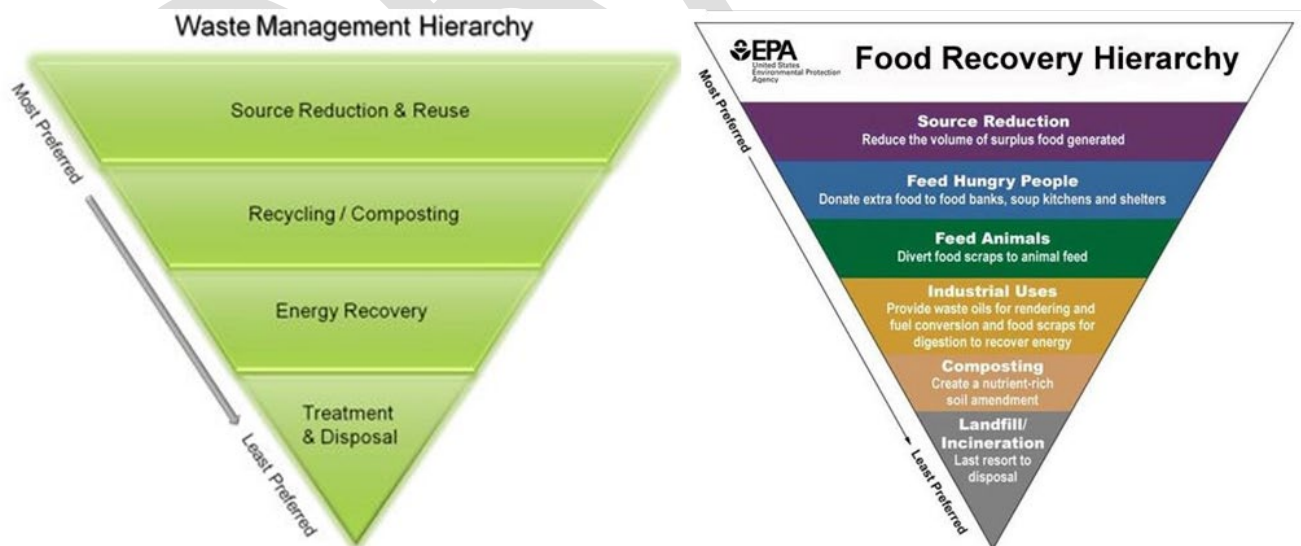 Waste Management Hierarchy
Most Preferred
Least Preferred
Source Reduction & Reuse
Recycling / Composting
Energy Recovery
Treatment
& Disposal
EPA
United States
Environmental Protection
Agency
Food Recovery Hierarchy
Most Preferred
Least Preferred
Source Reduction
Reduce the volume of surplus food generated
Feed Hungry People
Donate extra food to food banks, soup kitchens and shelters
Feed Animals
Divert food scraps to animal feed
Industrial Uses
Provide waste oils for rendering and
fuel conversion and food scraps for
digestion to recover energy
Composting
Create a nutrient-rich
soil amendment
Landfill/
Incineration
Last resort to
disposal